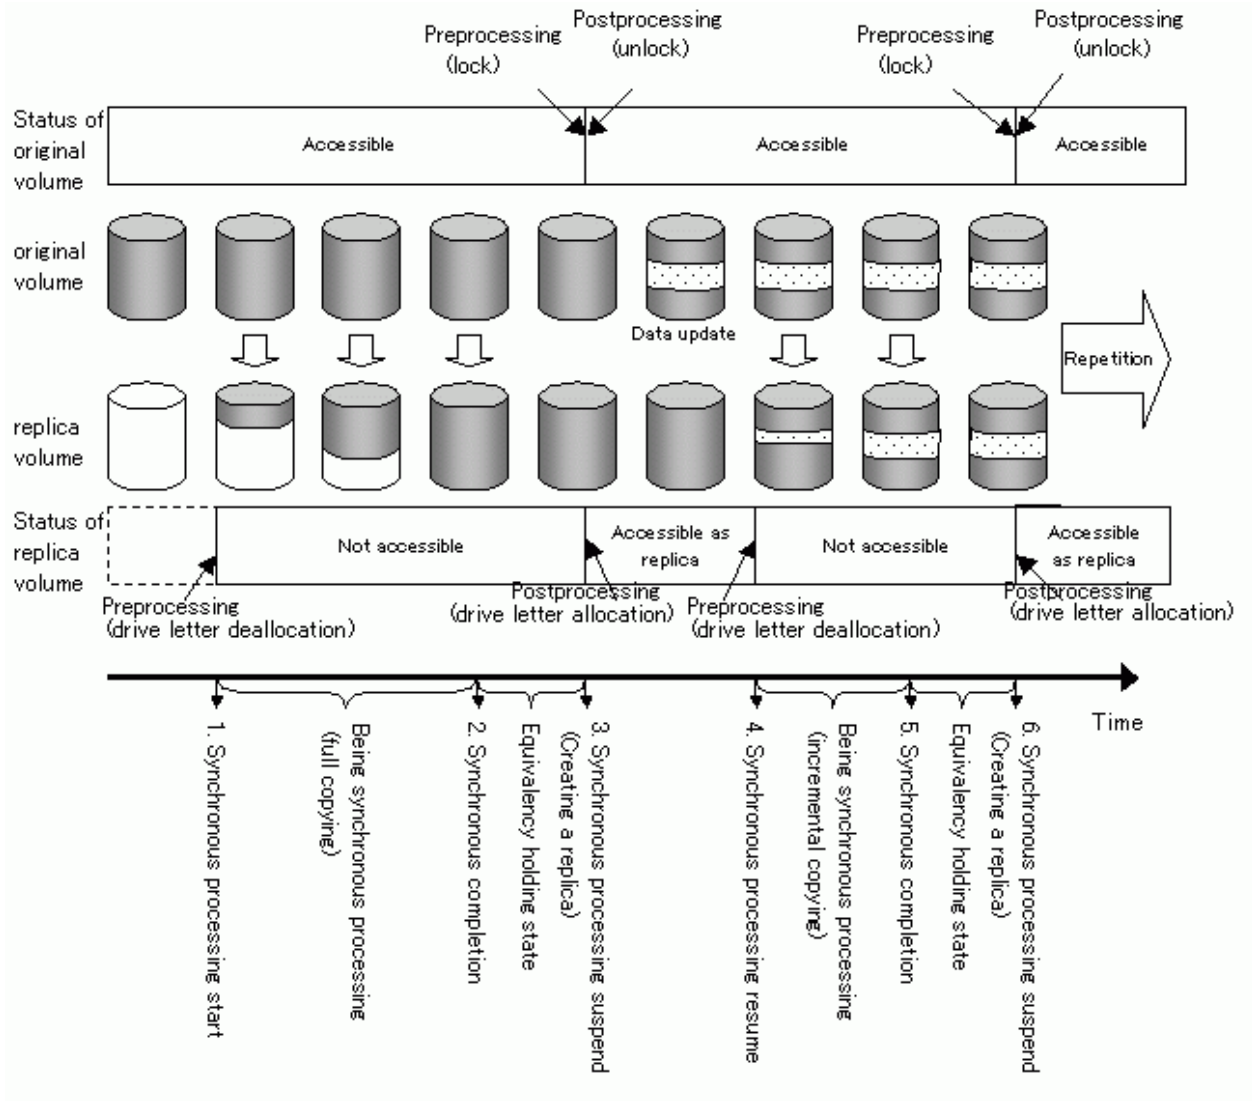 Preprocessing
(lock)
Postprocessing
(unlock)
Preprocessing
(lock)
Postprocessing
(unlock)
Status of
original
volume
Accessible
Accessible
Accessible
original
volume
Data update
Repetition
replica
volume
Status of
replica
volume
Not accessible
Accessible as
replica
Not accessible
Accessible
as replica
Preprocessing
(drive letter deallocation)
Postprocessing
(drive letter allocation)
Preprocessing
(drive letter deallocation)
Postprocessing
(drive letter allocation)
Time
1. Synchronous processing start
Being synchronous processing
(full copying)
2. Synchronous completion
Equivalency holding state
3. Synchronous processing suspend
(Creating a replica)
4. Synchronous processing resume
Being synchronous processing
(incremental copying)
5. Synchronous completion
Equivalency holding state
6. Synchronous processing suspend
(Creating a replica)